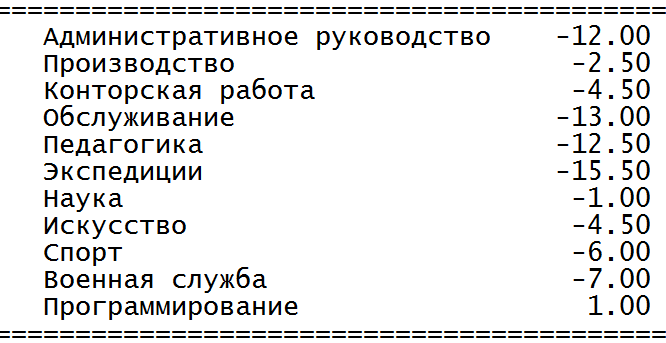 ==========================================
Административное руководство -12.00
Производство -2.50
Конторская работа -4.50
Обслуживание -13.00
Педагогика -12.50
Экспедиции -15.50
Наука -1.00
Искусство -4.50
Спорт -6.00
Военная служба -7.00
Программирование 1.00
==========================================